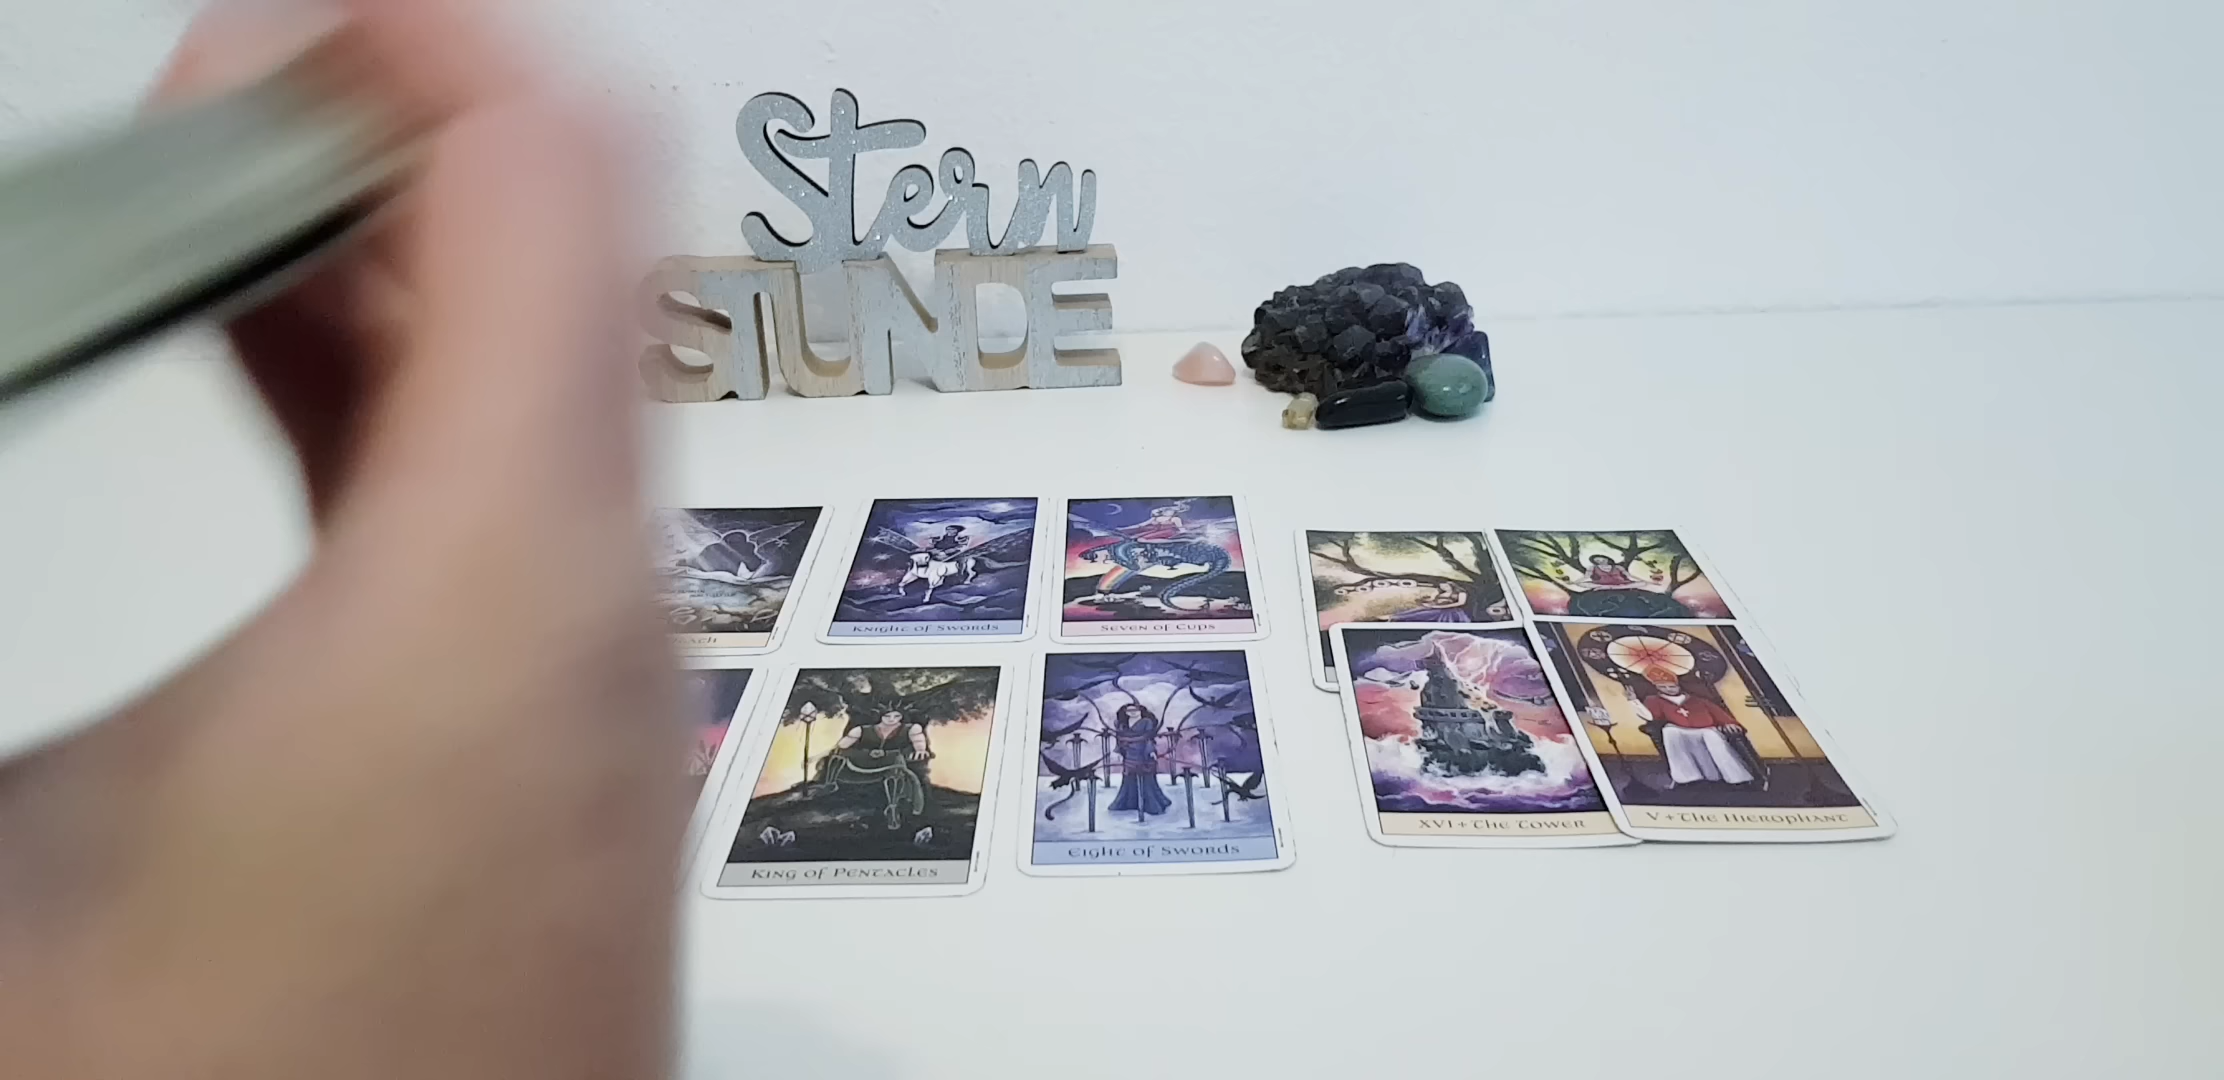 Stern
STUNDE
Knight of Swords
Seven of Cups
King of Pentacles
Eight of Swords
XVI + The Tower
V + The Hierophant